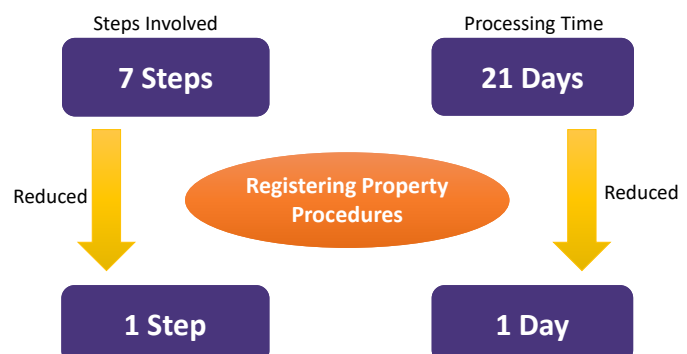 Steps Involved
Processing Time
7 Steps
21 Days
Reduced
Registering Property
Procedures
Reduced
1 Step
1 Day